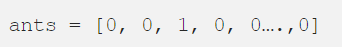 ants = [0, 0, 1, 0, 0….,0]